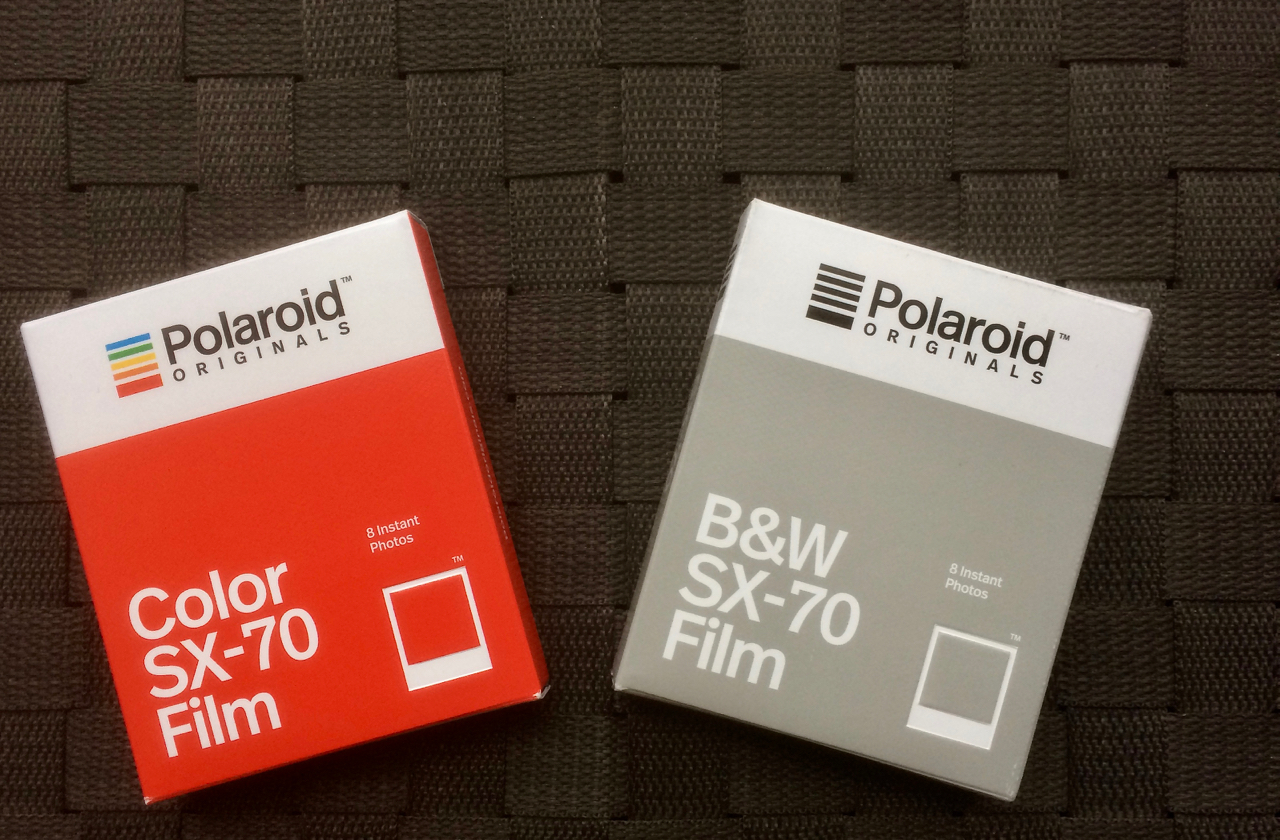 Polaroid™
ORIGINALS
8 Instant
Photos
™
Color
SX-70
Film
Polaroid™
ORIGINALS
8 Instant
Photos
™
B&W
SX-70
Film